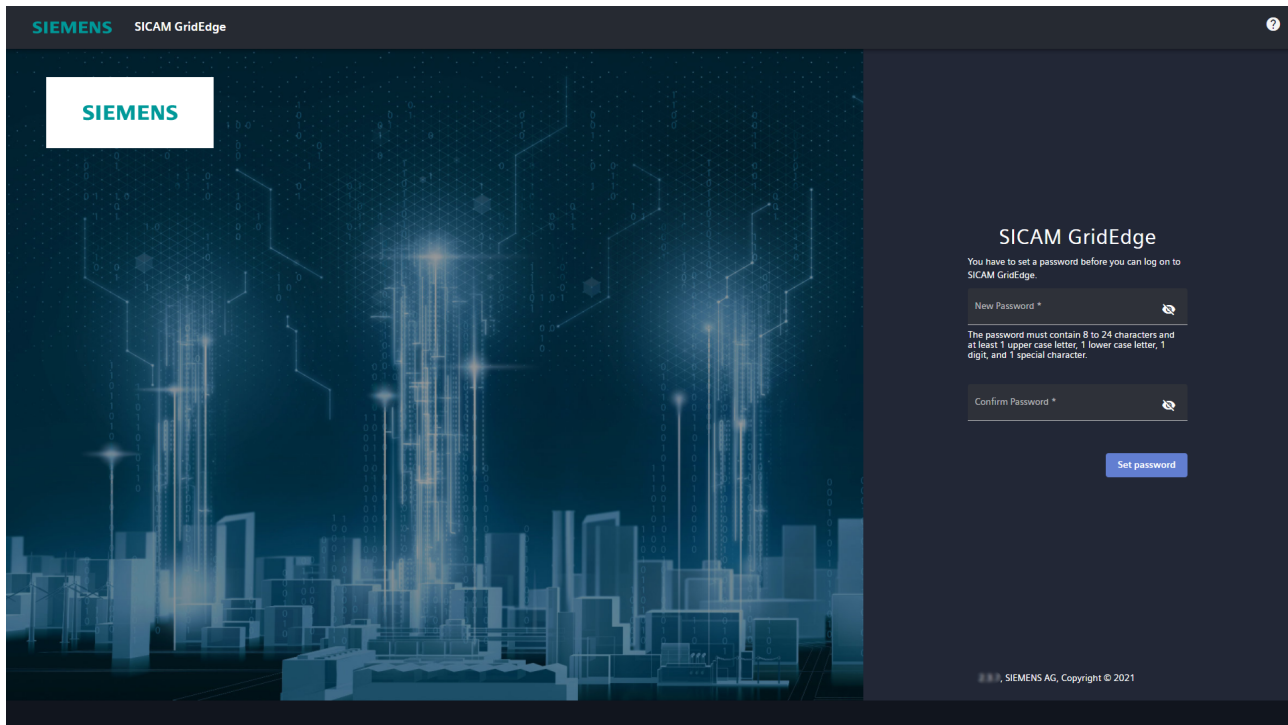 SIEMENS SICAM GridEdge
SIEMENS
SICAM GridEdge
You have to set a password before you can log on to
SICAM GridEdge.
New Password *
The password must contain 8 to 24 characters and
at least 1 upper case letter, 1 lower case letter, 1
digit, and 1 special character.
Confirm Password *
Set password
, SIEMENS AG, Copyright © 2021